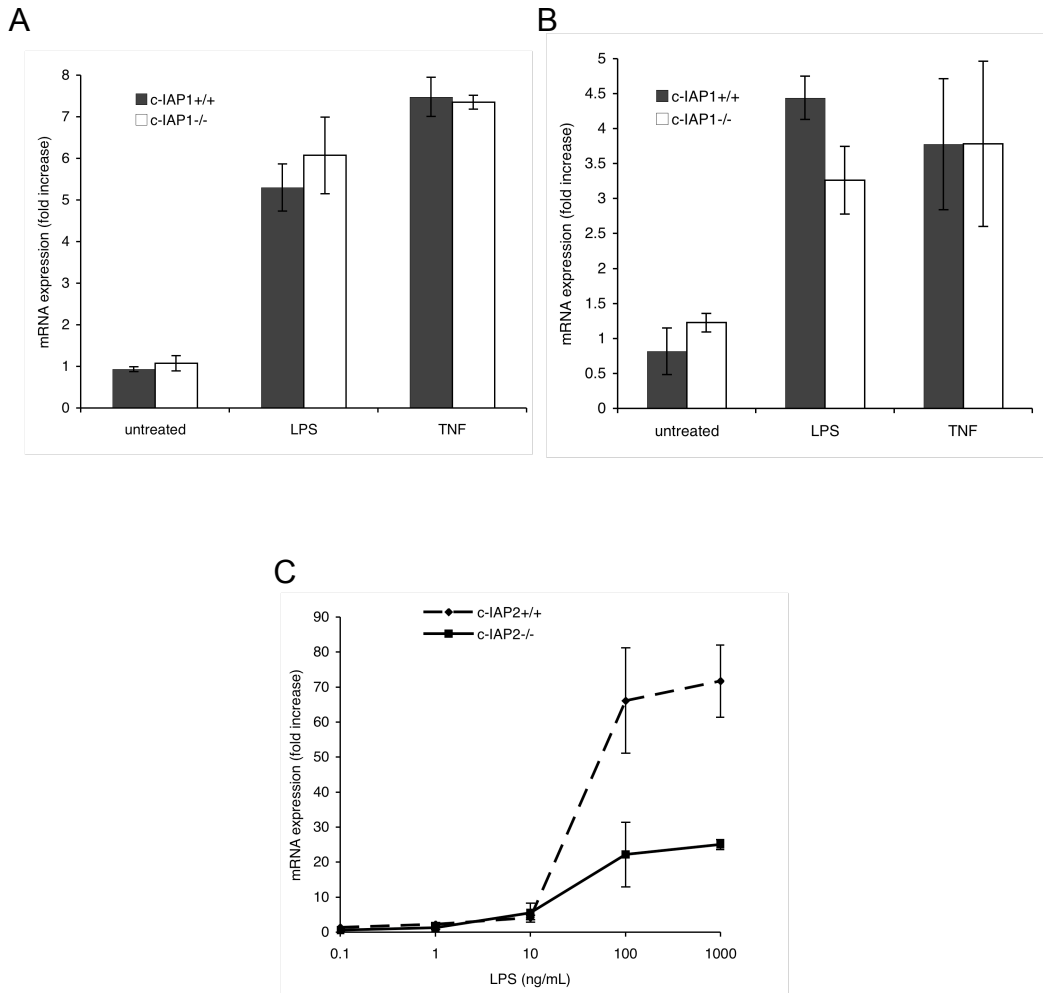 A
mRNA expression (fold increase)
8
7
6
5
4
3
2
1
0
c-IAP1+/+
c-IAP1-/-
untreated LPS TNF
B
mRNA expression (fold increase)
5
4.5
4
3.5
3
2.5
2
1.5
1
0.5
0
c-IAP1+/+
c-IAP1-/-
untreated LPS TNF
C
mRNA expression (fold increase)
c-IAP2+/+
c-IAP2-/-
90
80
70
60
50
40
30
20
10
0
0.1 1 10 100 1000
LPS (ng/mL)